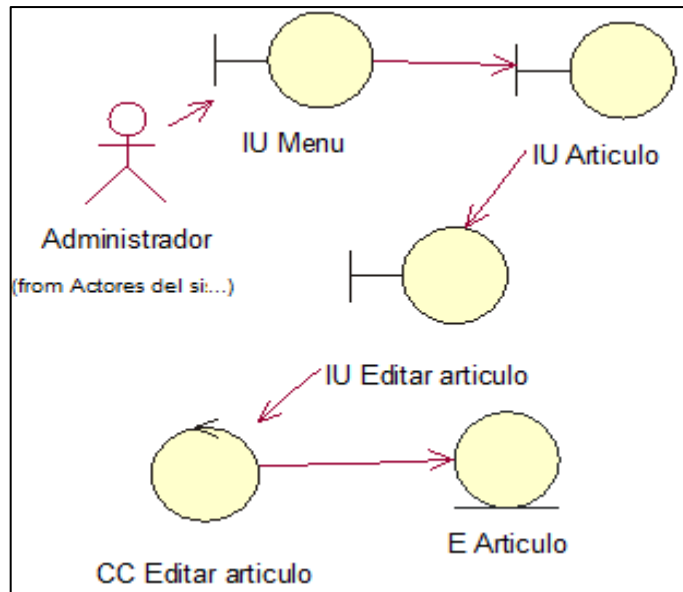 IU Menu
IU Articulo
Administrador
(from Actores del si:...)
IU Editar articulo
CC Editar articulo
E Articulo